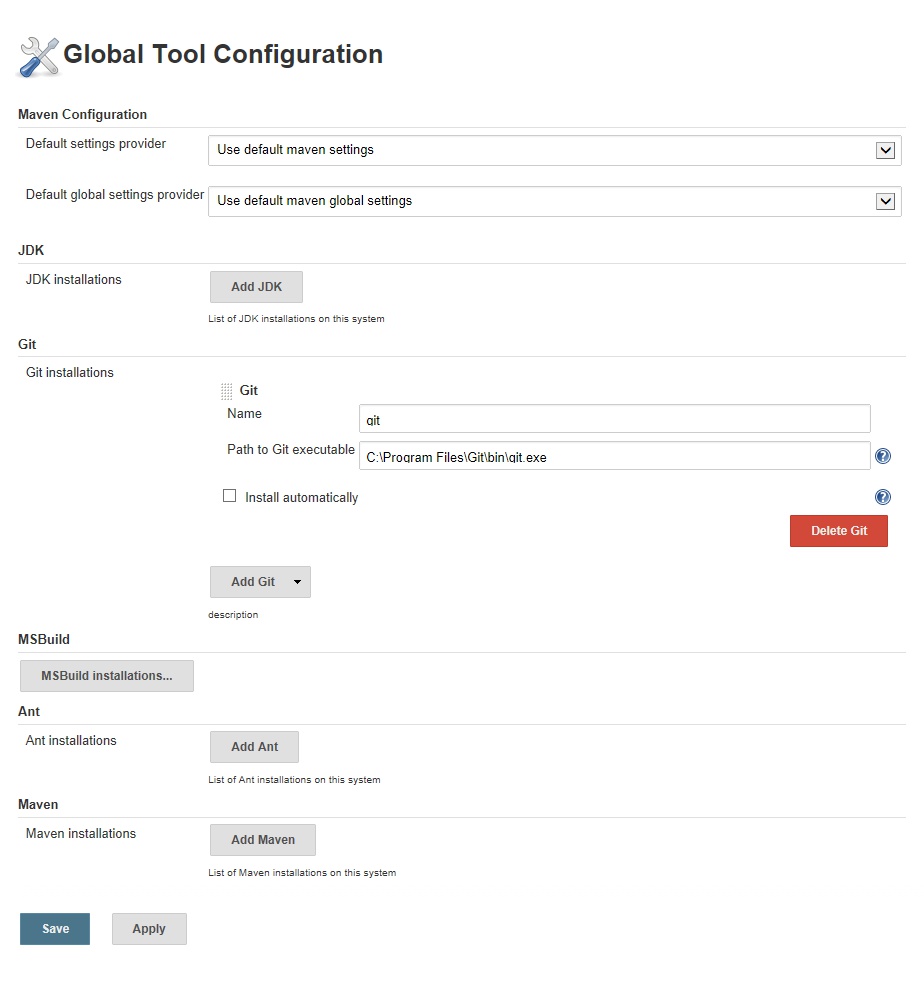 Global Tool Configuration
Maven Configuration
Default settings provider
Use default maven settings
Default global settings provider
Use default maven global settings
JDK
JDK installations
Add JDK
List of JDK installations on this system
Git
Git installations
Git
Name
git
Path to Git executable
C:\Program Files\Git\bin\git.exe
?
Install automatically
?
Delete Git
Add Git
description
MSBuild
MSBuild installations...
Ant
Ant installations
Add Ant
List of Ant installations on this system
Maven
Maven installations
Add Maven
List of Maven installations on this system
Save
Apply